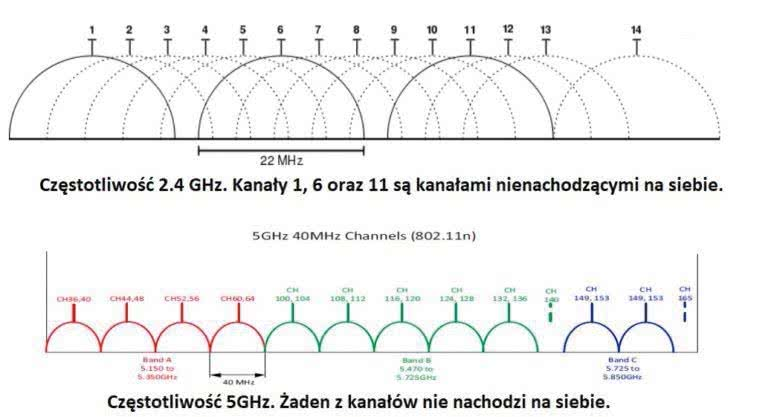 1 2 3 4 5 6 7 8 9 10 11 12 13 14
22 MHz
Częstotliwość 2.4 GHz. Kanały 1, 6 oraz 11 są kanałami nienachodzącymi na siebie.
5GHz 40MHz Channels (802.11n)
CH36,40 CH44,48 CH52,56 CH60,64
CH
100, 104
CH
108, 112
CH
116, 120
CH
124, 128
CH
132, 136
CH
140
CH
149, 153
CH
149, 153
CH
165
Band A
5.150 to
5.350GHz
40 MHz
Band B
5.470 to
5.725GHz
Band C
5.725 to
5.850GHz
Częstotliwość 5GHz. Żaden z kanałów nie nachodzi na siebie.